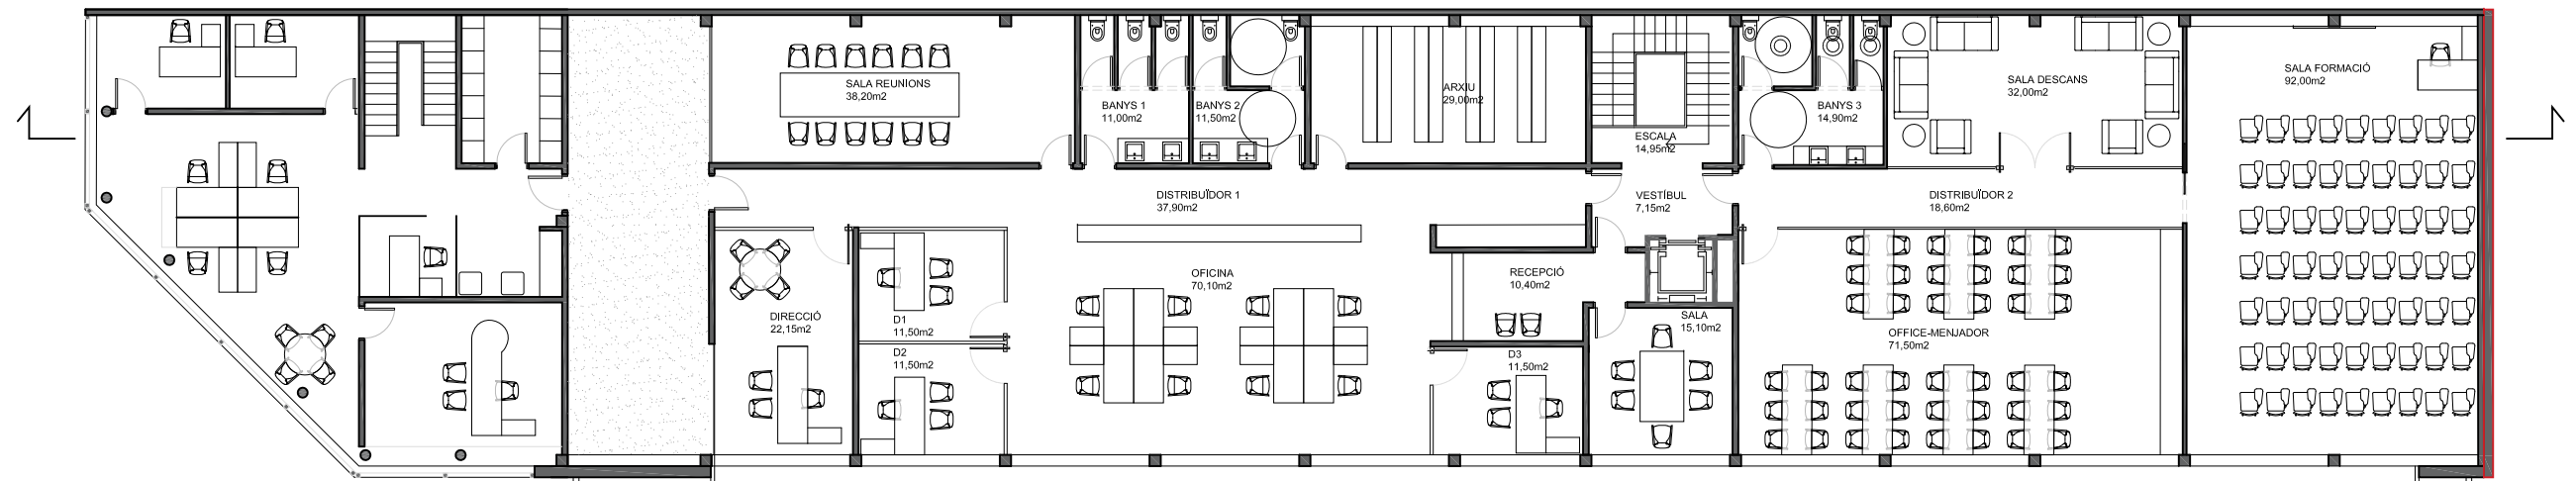 SALA REUNIONS
38,20m2
BANYS 1
11,00m2
BANYS 2
11,50m2
ARXIU
29,00m2
ESCALA
14,95m2
BANYS 3
14,90m2
SALA DESCANS
32,00m2
SALA FORMACIÓ
92,00m2
DISTRIBUÏDOR 1
37,90m2
VESTÍBUL
7,15m2
DISTRIBUÏDOR 2
18,60m2
DIRECCIÓ
22,15m2
D1
11,50m2
D2
11,50m2
OFICINA
70,10m2
RECEPCIÓ
10,40m2
D3
11,50m2
SALA
15,10m2
OFFICE-MENJADOR
71,50m2